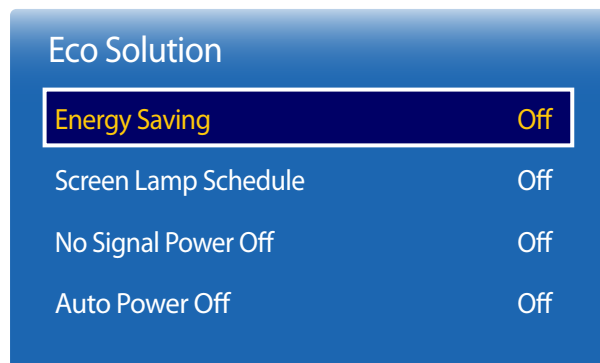 Eco Solution
Energy Saving Off
Screen Lamp Schedule Off
No Signal Power Off Off
Auto Power Off Off